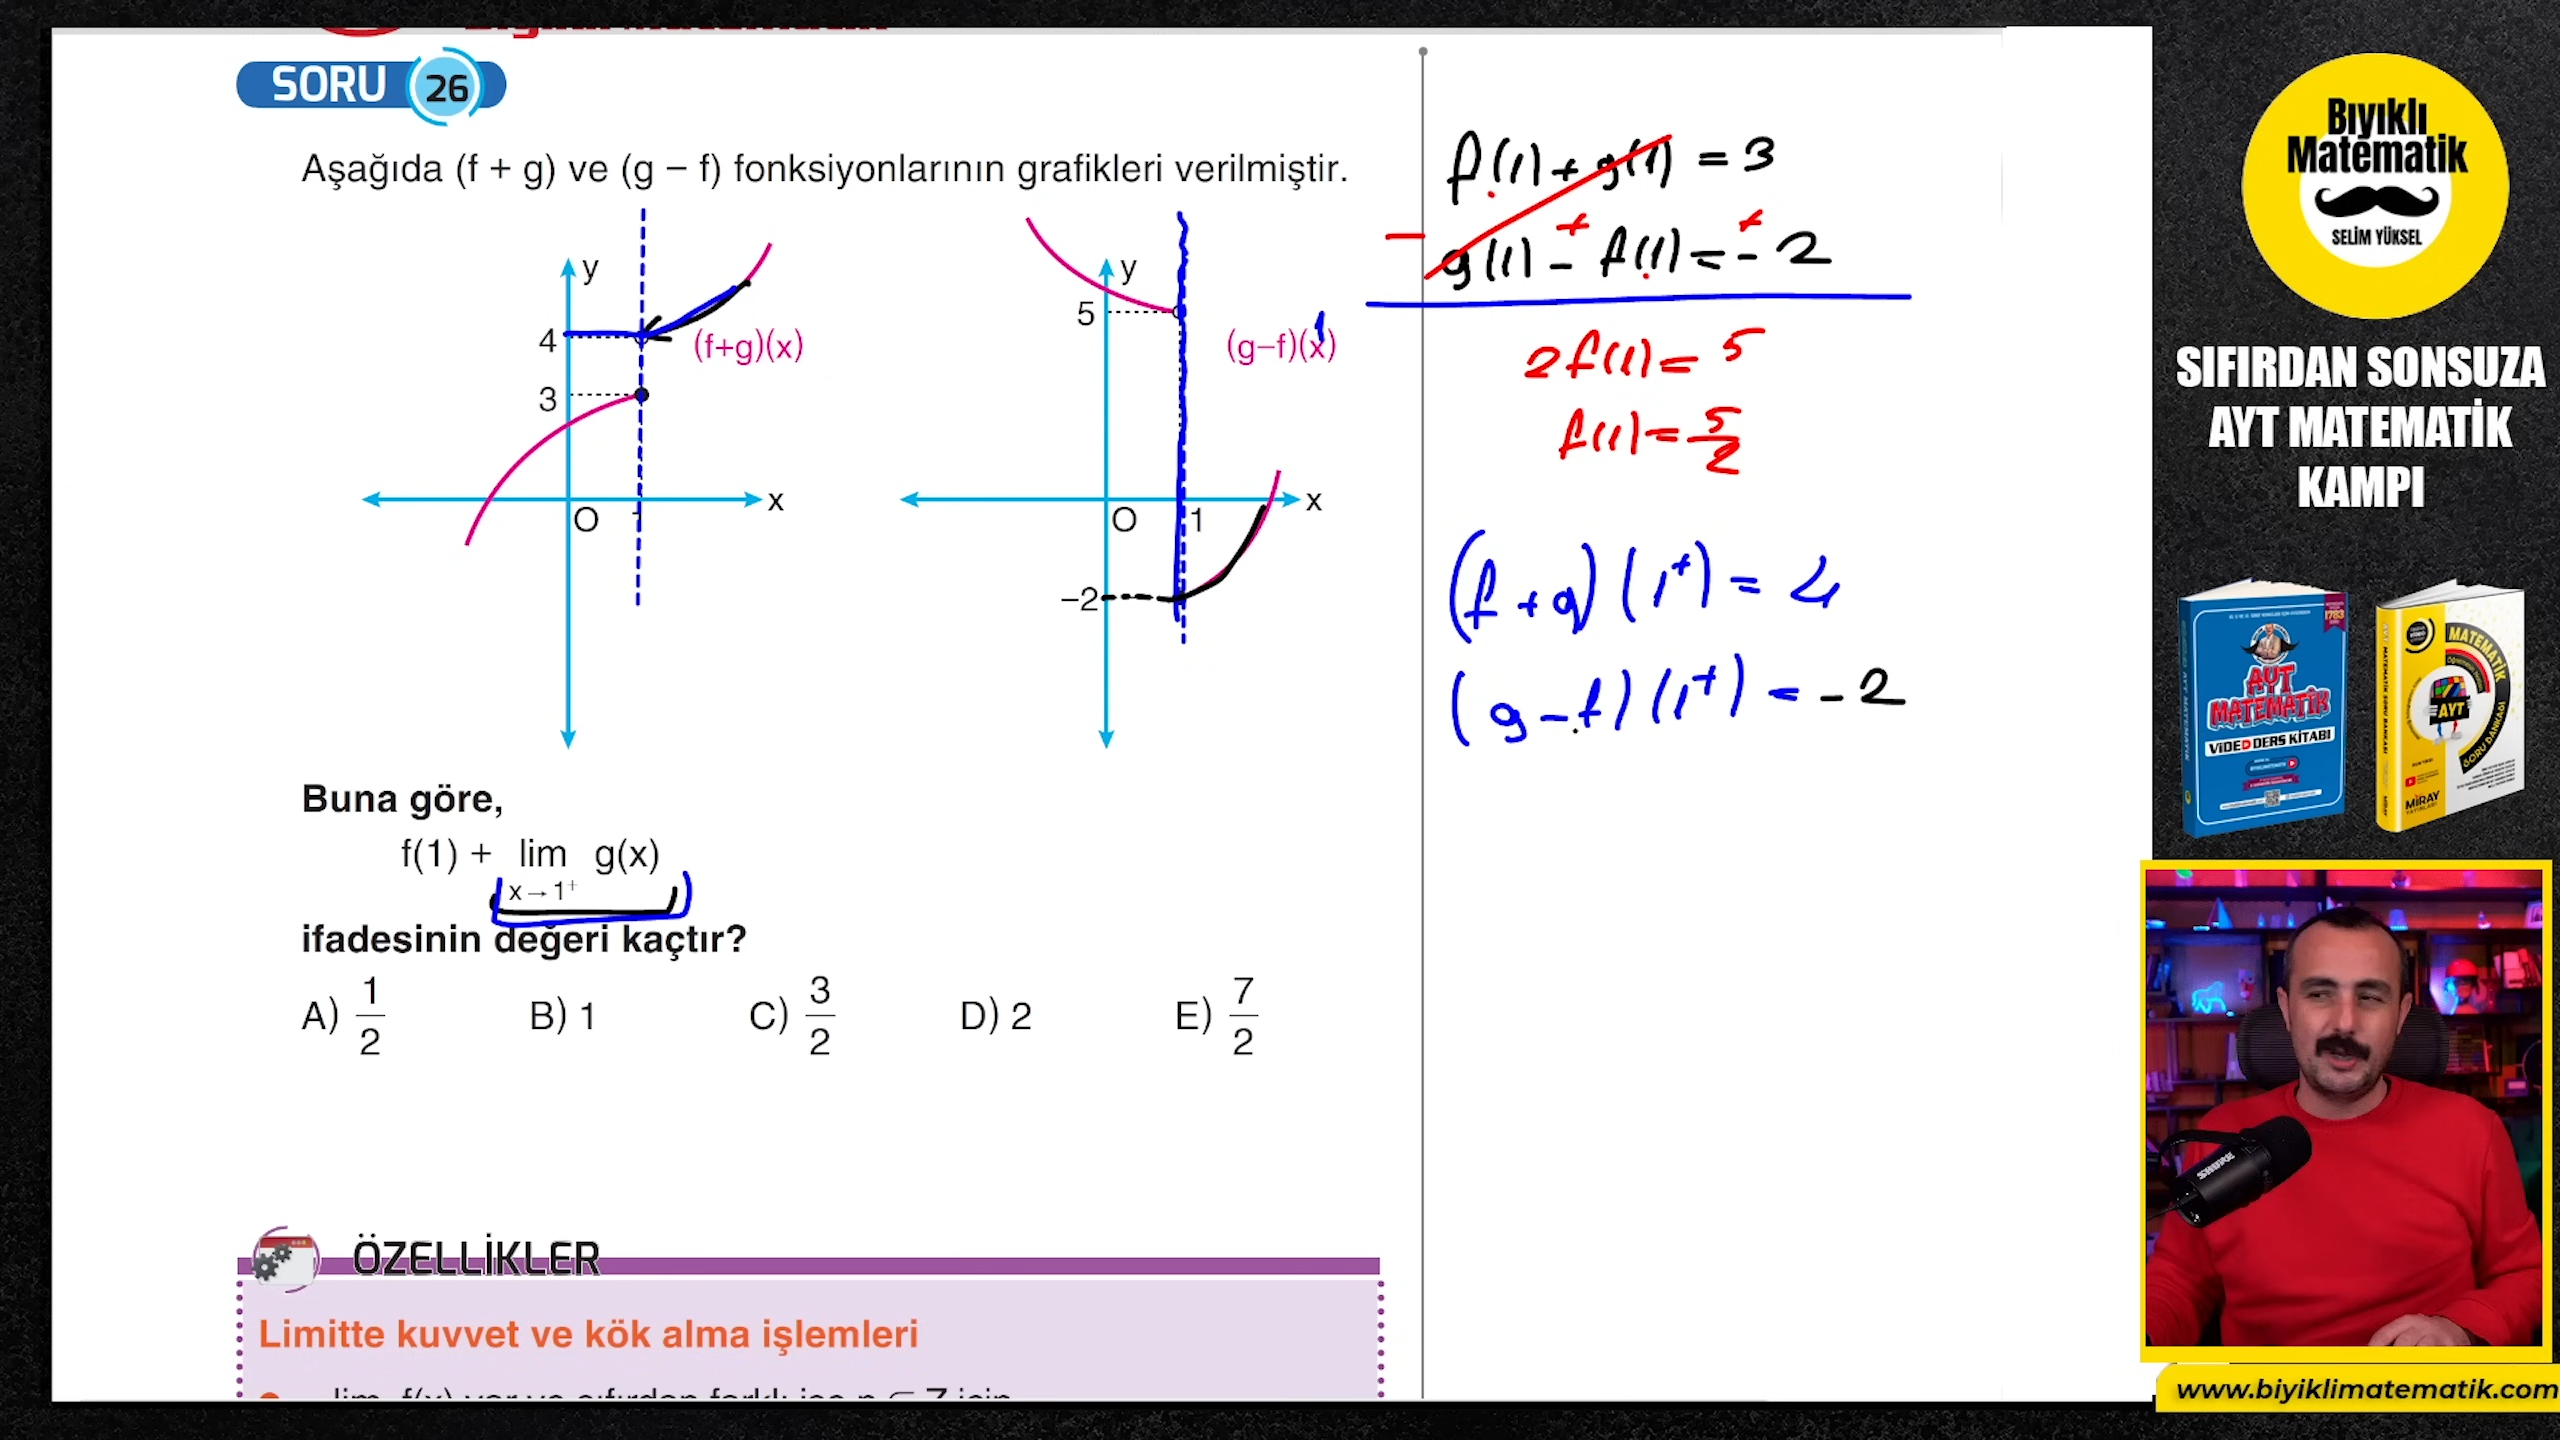 SORU 26
Aşağıda (f + g) ve (g – f) fonksiyonlarının grafikleri verilmiştir.
y
4
3
(f+g)(x)
O
x
y
5
(g–f)(x)
1
O
1
x
–2
Buna göre,
f(1) + lim g(x)
x→1⁺
ifadesinin değeri kaçtır?
A) 1/2
B) 1
C) 3/2
D) 2
E) 7/2
ÖZELLİKLER
Limitte kuvvet ve kök alma işlemleri
f(1) + g(1) = 3
– g(1) – f(1) = – 2
+ +
2f(1) = 5
f(1) = 5/2
(f + g) (1⁺) = 4
(g – f) (1⁺) = – 2
Bıyıklı
Matematik
SELİM YÜKSEL
SIFIRDAN SONSUZA
AYT MATEMATİK
KAMPI
AYT
MATEMATİK
VİDEO DERS KİTABI
MATEMATİK
AYT
SORU BANKASI
MİRAY
www.biyiklimatematik.com